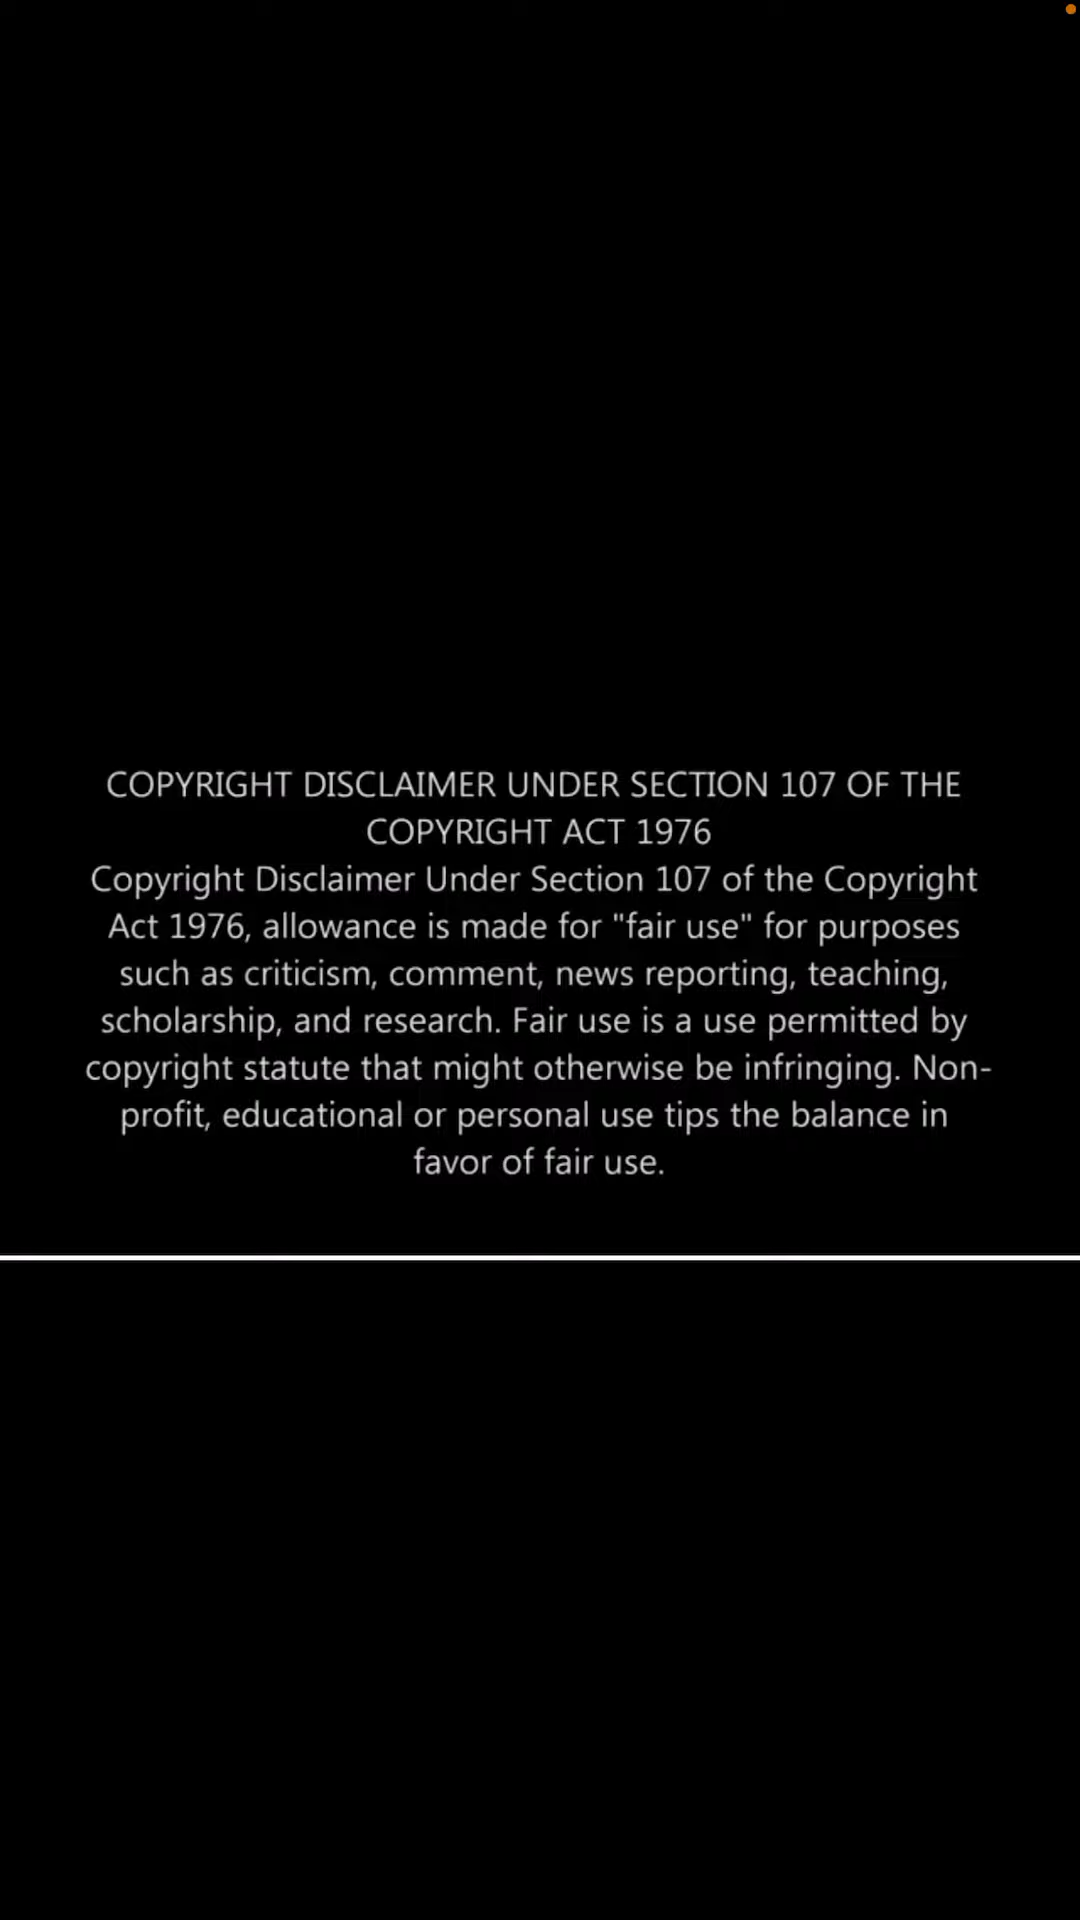 COPYRIGHT DISCLAIMER UNDER SECTION 107 OF THE
COPYRIGHT ACT 1976
Copyright Disclaimer Under Section 107 of the Copyright
Act 1976, allowance is made for "fair use" for purposes
such as criticism, comment, news reporting, teaching,
scholarship, and research. Fair use is a use permitted by
copyright statute that might otherwise be infringing. Non-
profit, educational or personal use tips the balance in
favor of fair use.